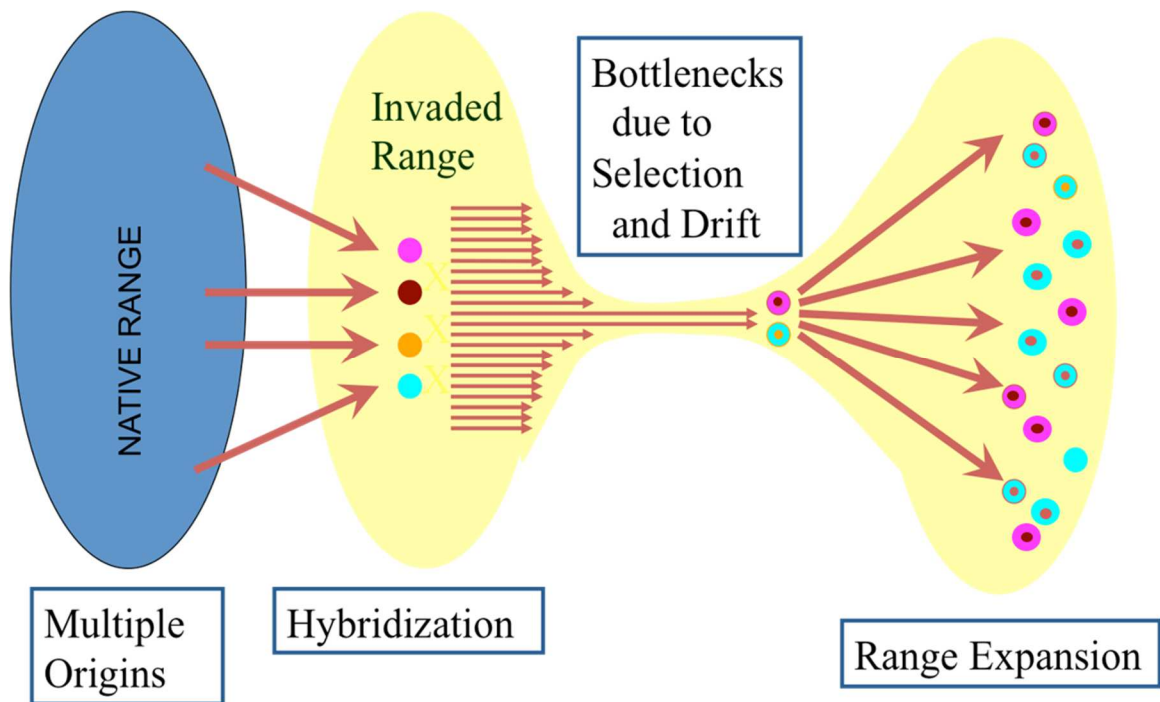 NATIVE RANGE
Multiple
Origins
Invaded
Range
X
X
X
Hybridization
Bottlenecks
due to
Selection
and Drift
Range Expansion